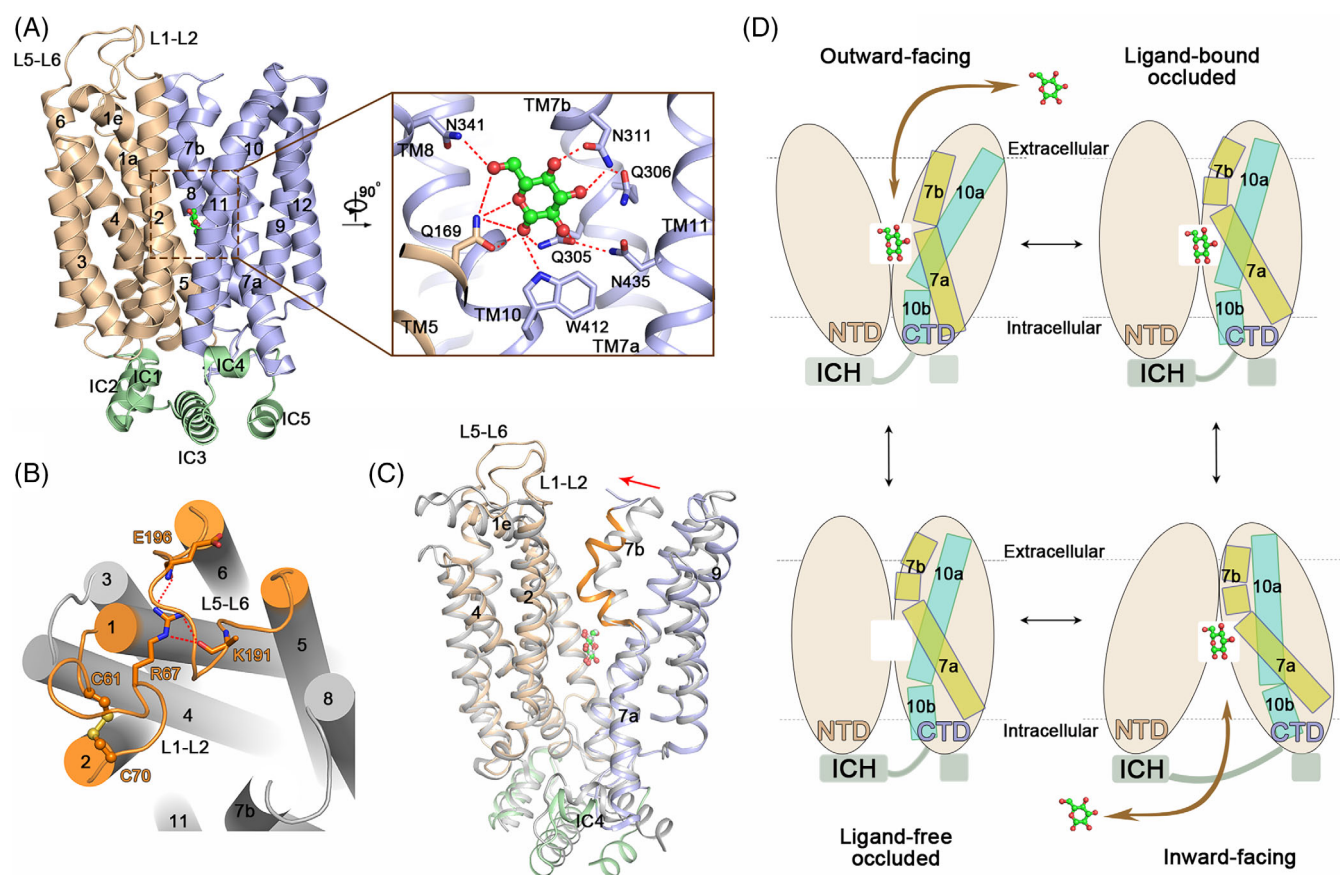 (A)
L1-L2
L5-L6
6
1e
1a
7b
10
8
11
12
4
2
9
3
5
7a
IC4
IC2
IC1
IC5
IC3
90°
TM7b
N341
N311
TM8
Q306
Q169
TM11
Q305
N435
TM5
TM10
W412
TM7a
(B)
E196
6
3
L5-L6
1
5
K191
C61
R67
8
4
L1-L2
2
C70
11
7b
(C)
L5-L6
L1-L2
1e
7b
9
2
4
7a
IC4
(D)
Outward-facing
Ligand-bound
occluded
Extracellular
7b
10a
7a
10b
Intracellular
NTD
CTD
ICH
7b
10a
7a
10b
NTD
CTD
ICH
Extracellular
7b
10a
7a
10b
Intracellular
NTD
CTD
ICH
7b
10a
7a
10b
NTD
CTD
ICH
Ligand-free
occluded
Inward-facing